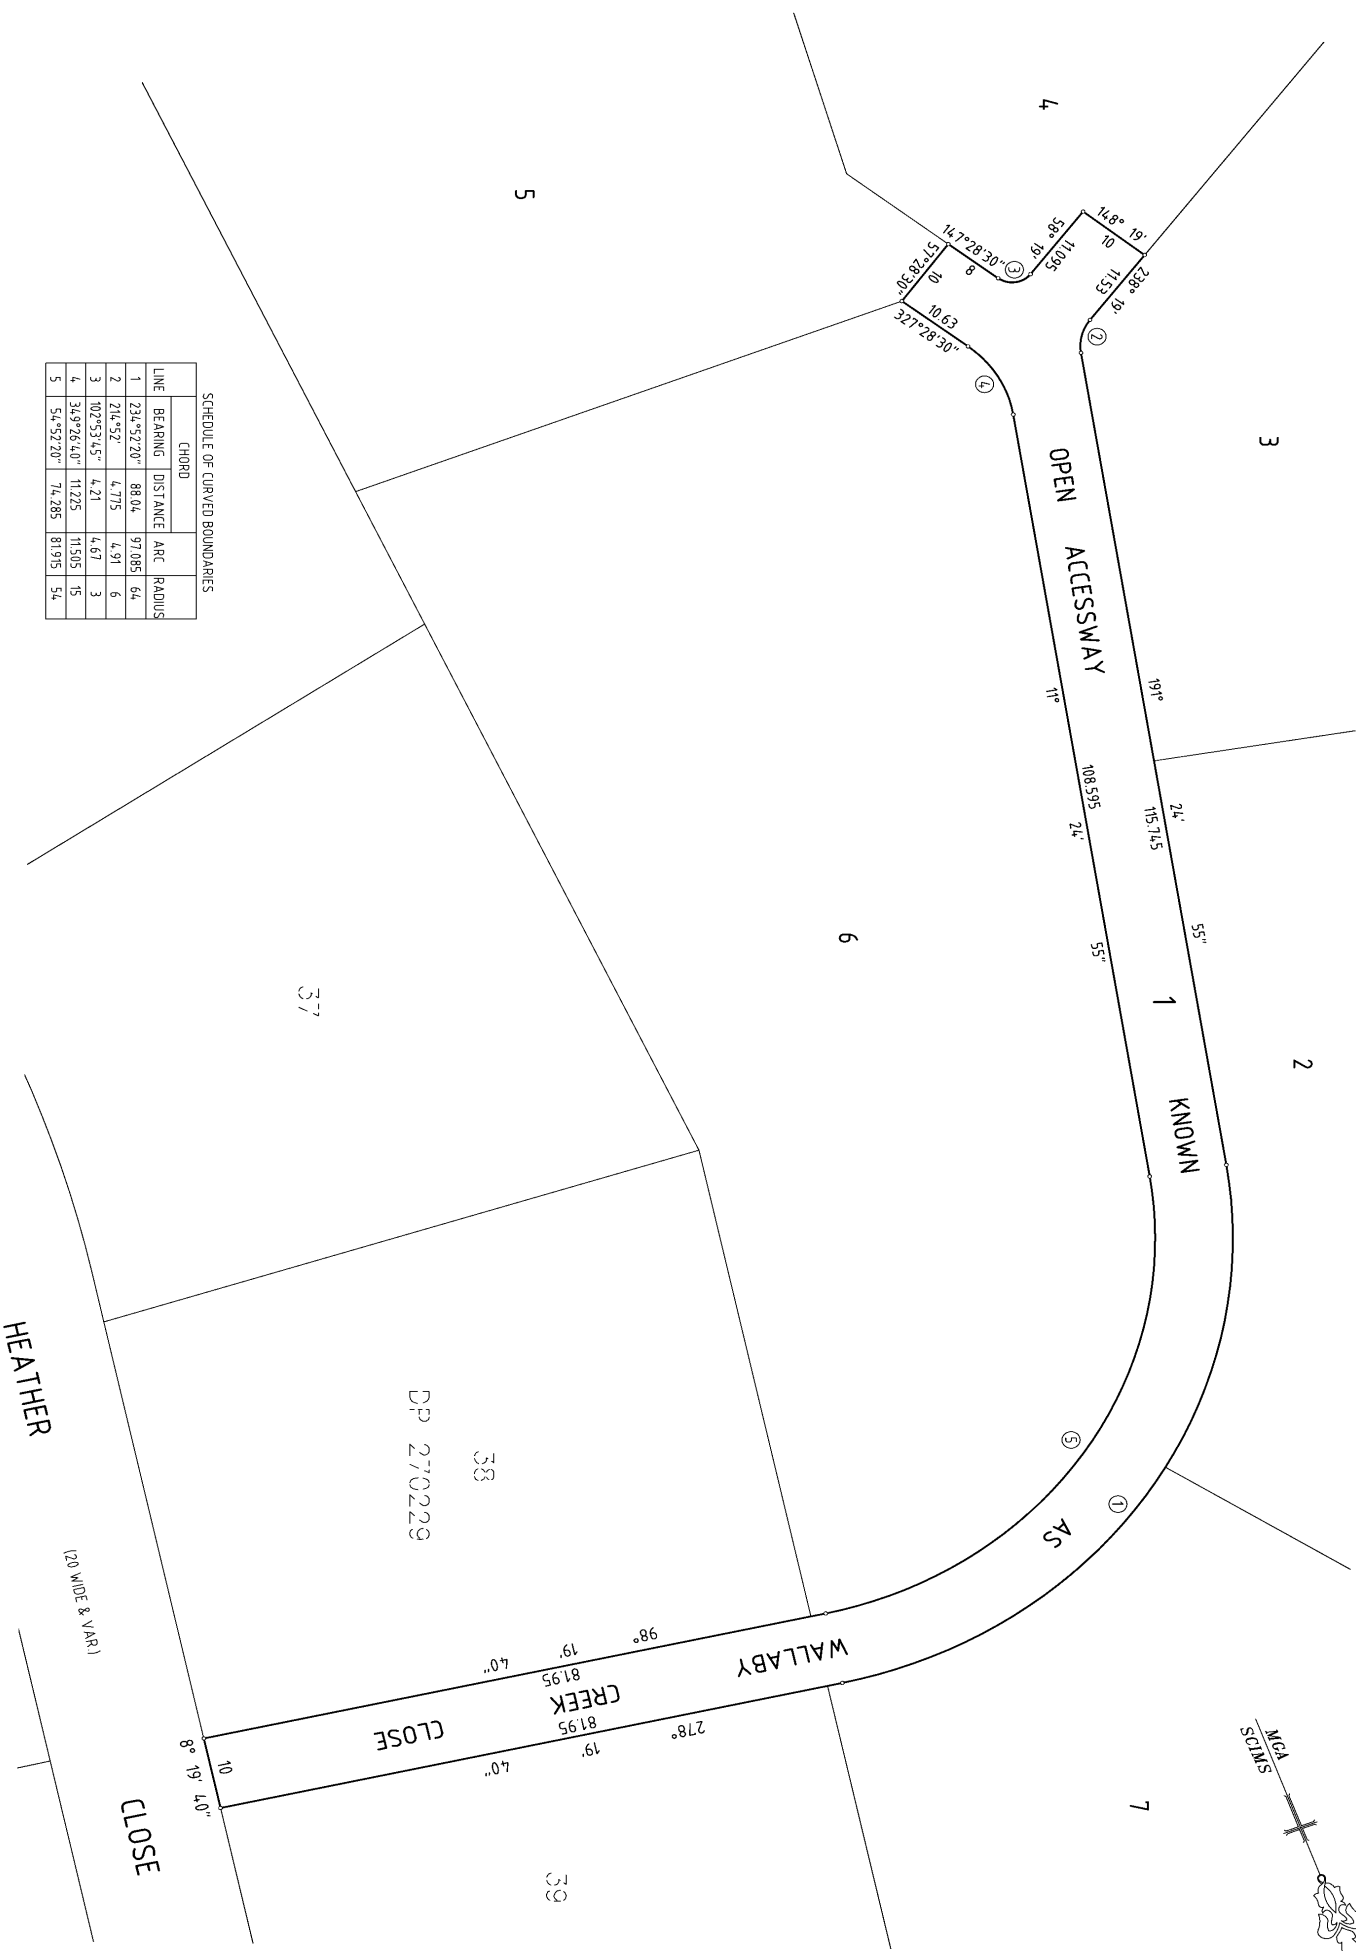 4
5
3
2
6
7
1
37
38
DP 270229
39
148° 19'
10
238° 19'
11.53
58° 19'
11.095
147°28'30"
8
57°28'30"
10
10.63
327°28'30"
②
③
④
⑤
①
OPEN ACCESSWAY
KNOWN
AS
WALLABY
CREEK
CLOSE
191° 24' 55"
115.745
11° 24' 55"
108.595
98° 19' 40"
81.95
278° 19' 40"
81.95
10
8° 19' 40"
HEATHER
CLOSE
(20 WIDE & VAR.)
MGA
SCIMS
SCHEDULE OF CURVED BOUNDARIES
CHORD
LINE BEARING DISTANCE ARC RADIUS
1 234°52'20" 88.04 97.085 64
2 214°52' 4.775 4.91 6
3 102°53'45" 4.21 4.67 3
4 349°26'40" 11.225 11.505 15
5 54°52'20" 74.285 81.915 54